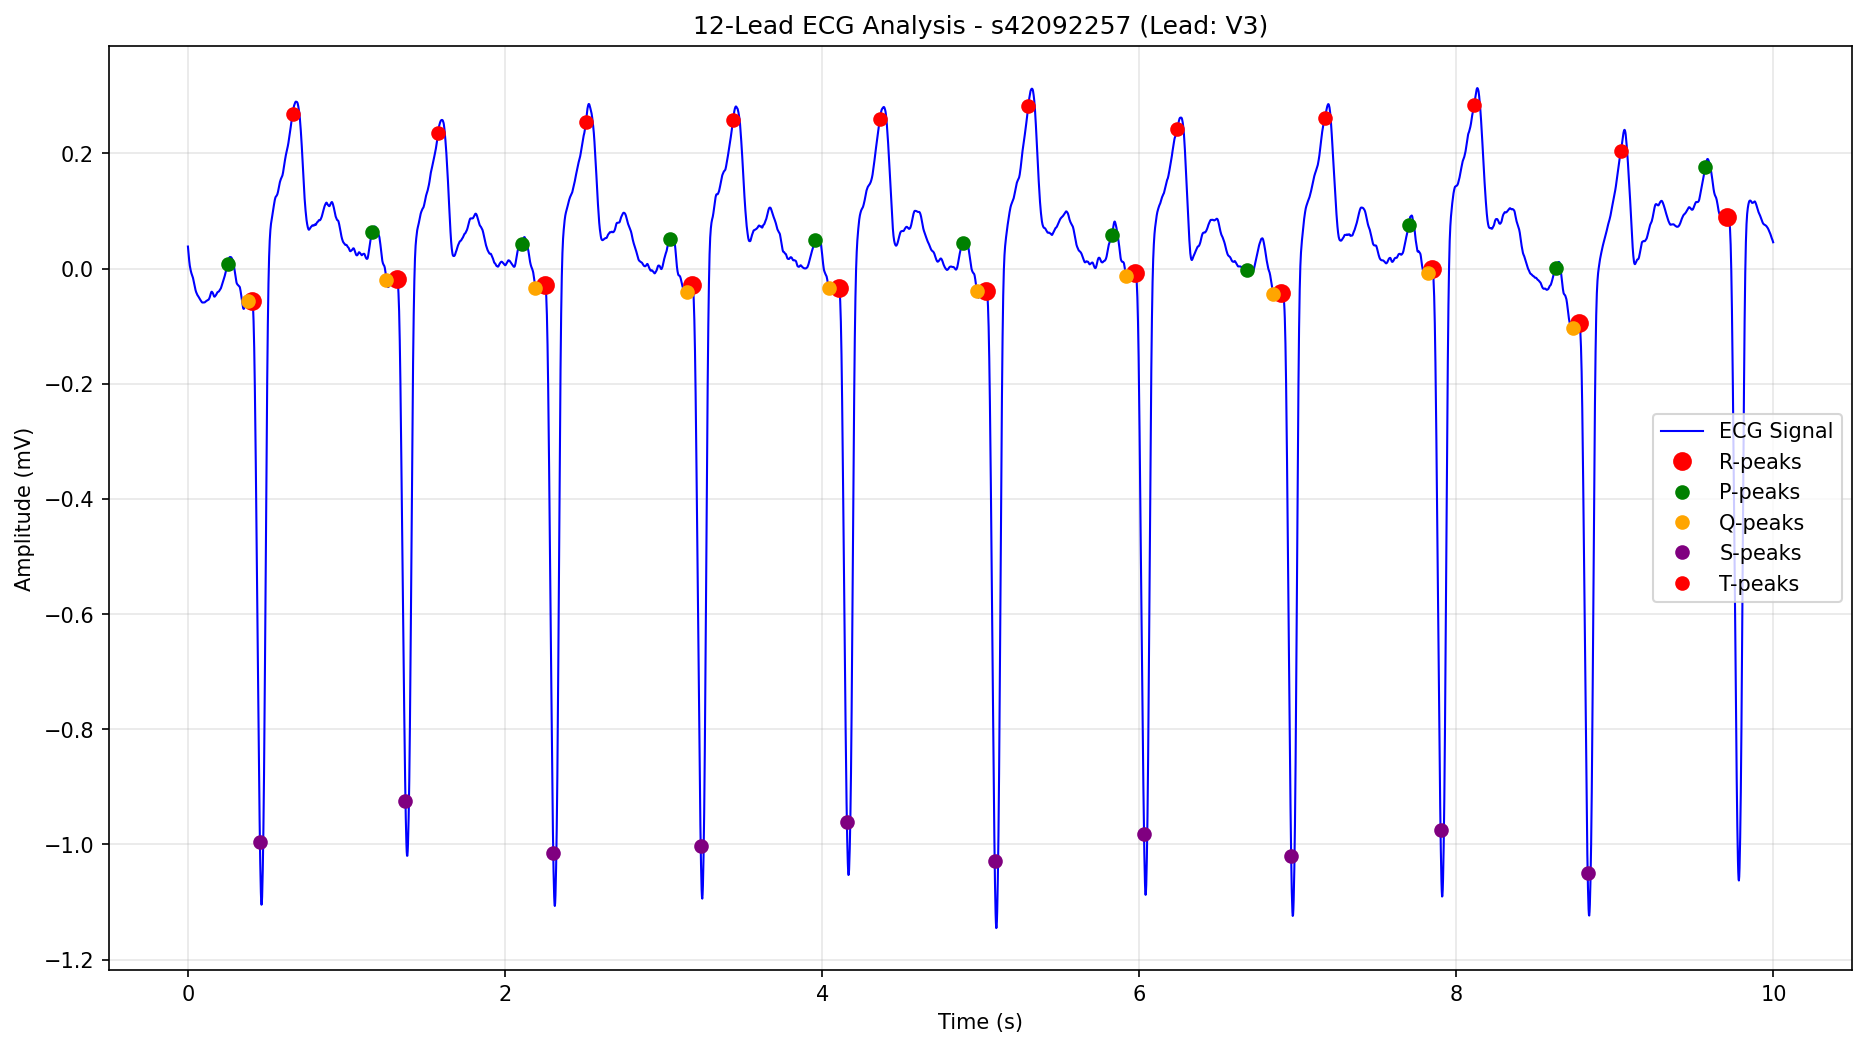 12-Lead ECG Analysis - s42092257 (Lead: V3)
Amplitude (mV)
0.2
0.0
−0.2
−0.4
−0.6
−0.8
−1.0
−1.2
ECG Signal
R-peaks
P-peaks
Q-peaks
S-peaks
T-peaks
0 2 4 6 8 10
Time (s)